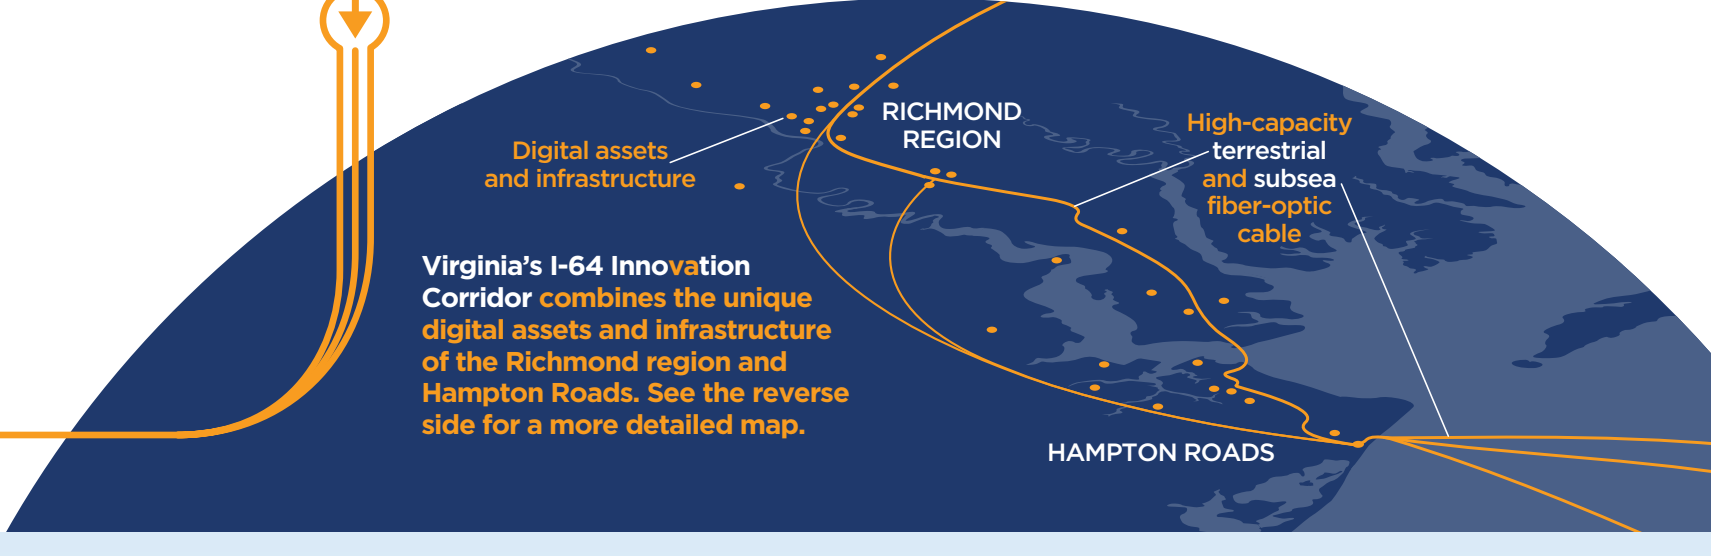 RICHMOND
REGION
High-capacity
terrestrial
and subsea
fiber-optic
cable
Digital assets
and infrastructure
Virginia’s I-64 Innovation
Corridor combines the unique
digital assets and infrastructure
of the Richmond region and
Hampton Roads. See the reverse
side for a more detailed map.
HAMPTON ROADS